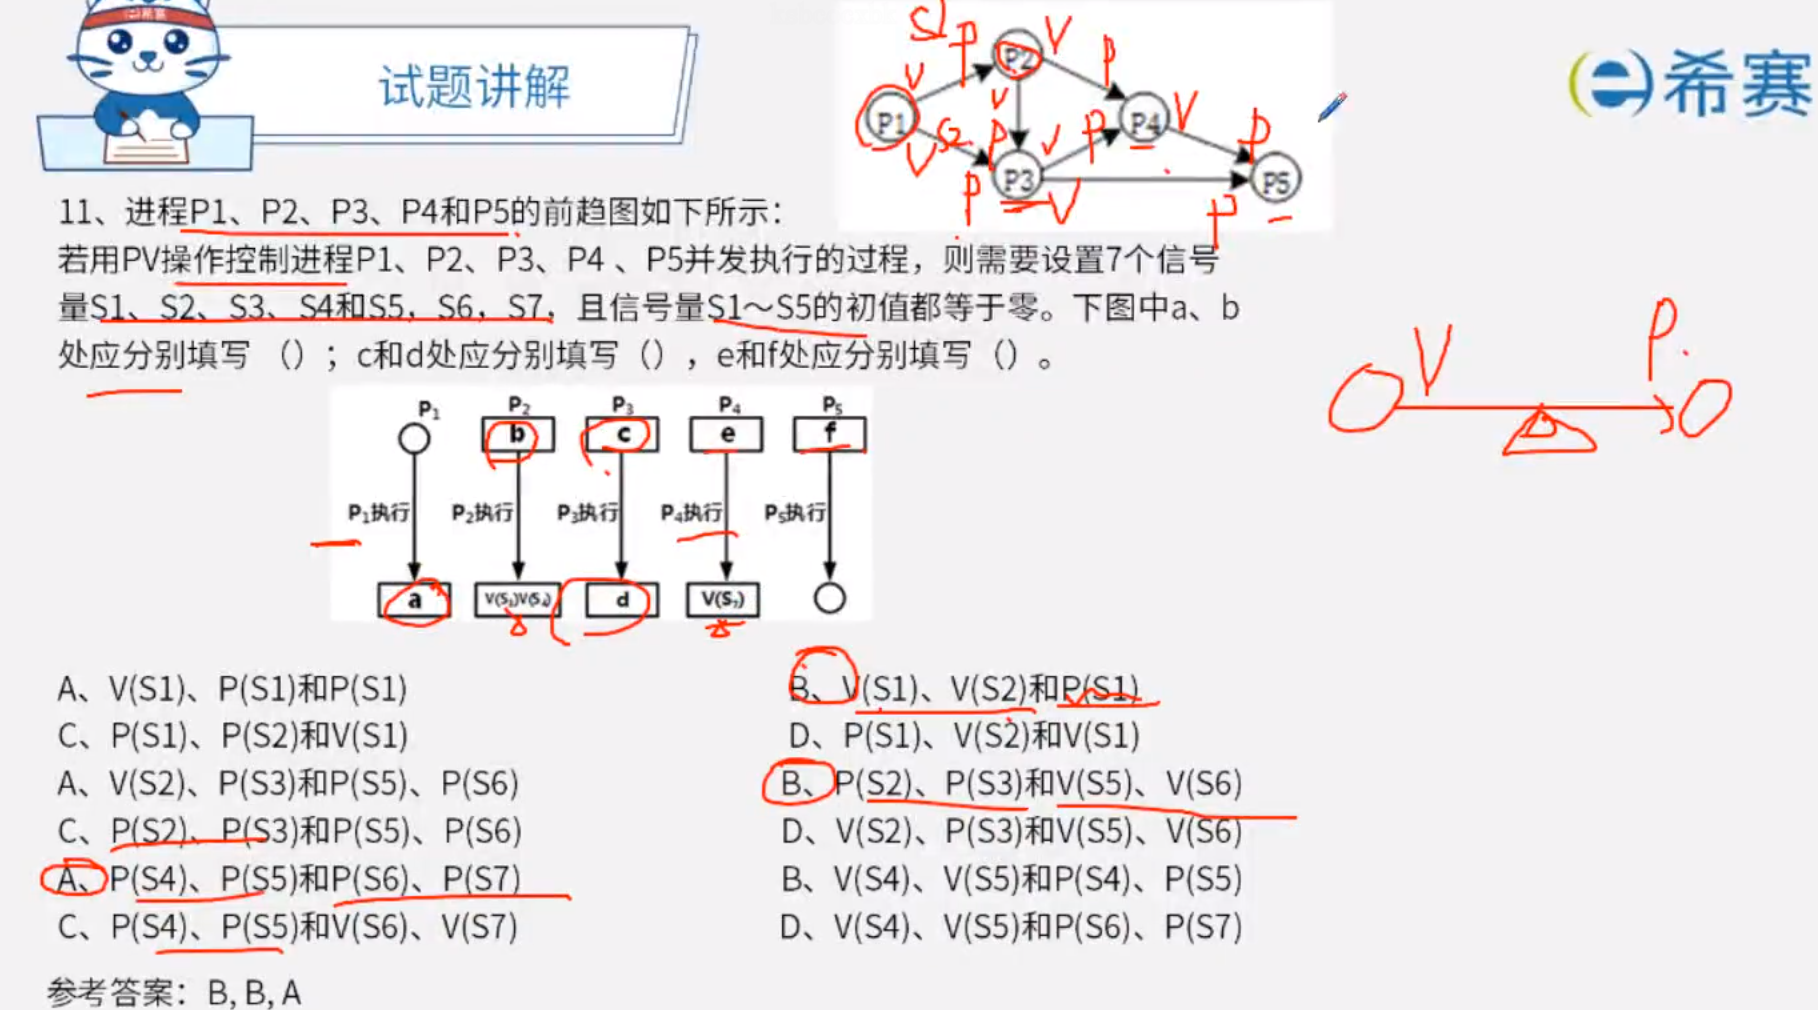 希赛
试题讲解
希赛
S1 P V P
P2
V
P1 V P4 V P
S2 P V P
V P3 P5
P V P
11、进程P1、P2、P3、P4和P5的前趋图如下所示：
若用PV操作控制进程P1、P2、P3、P4 、P5并发执行的过程，则需要设置7个信号
量S1、S2、S3、S4和S5，S6，S7，且信号量S1～S5的初值都等于零。下图中a、b
处应分别填写 （）；c和d处应分别填写（），e和f处应分别填写（）。
V P.
P₁ P₂ P₃ P₄ P₅
b c e f
P₁执行 P₂执行 P₃执行 P₄执行 P₅执行
a V(S₃)V(S₄) d V(S₇)
A、V(S1)、P(S1)和P(S1) B、V(S1)、V(S2)和P(S1)
C、P(S1)、P(S2)和V(S1) D、P(S1)、V(S2)和V(S1)
A、V(S2)、P(S3)和P(S5)、P(S6) B、P(S2)、P(S3)和V(S5)、V(S6)
C、P(S2)、P(S3)和P(S5)、P(S6) D、V(S2)、P(S3)和V(S5)、V(S6)
A、P(S4)、P(S5)和P(S6)、P(S7) B、V(S4)、V(S5)和P(S4)、P(S5)
C、P(S4)、P(S5)和V(S6)、V(S7) D、V(S4)、V(S5)和P(S6)、P(S7)
参考答案：B, B, A